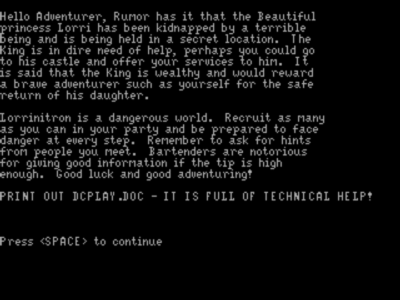 Hello Adventurer, Rumor has it that the Beautiful
princess Lorri has been kidnapped by a terrible
being and is being held in a secret location.  The
King is in dire need of help, perhaps you could go
to his castle and offer your services to him.  It
is said that the King is wealthy and would reward
a brave adventurer such as yourself for the safe
return of his daughter.
Lorrinitron is a dangerous world.  Recruit as many
as you can in your party and be prepared to face
danger at every step.  Remember to ask for hints
from people you meet.  Bartenders are notorious
for giving good information if the tip is high
enough.  Good luck and good adventuring!
PRINT OUT DCPLAY.DOC - IT IS FULL OF TECHNICAL HELP!
Press <SPACE> to continue